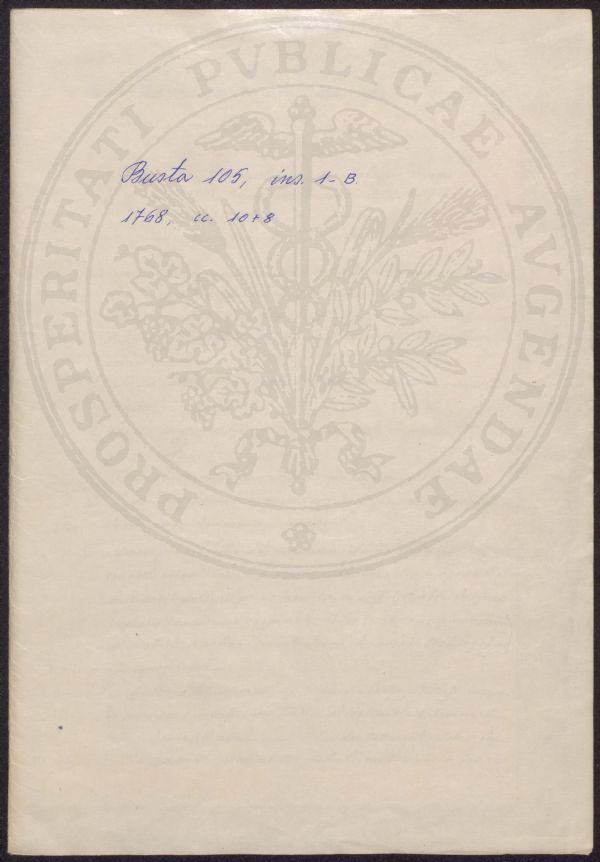 PROSPERITATI PVBLICAE AVGENDAE
Busta 105, ins. 1-B.
1768, cc. 10+8